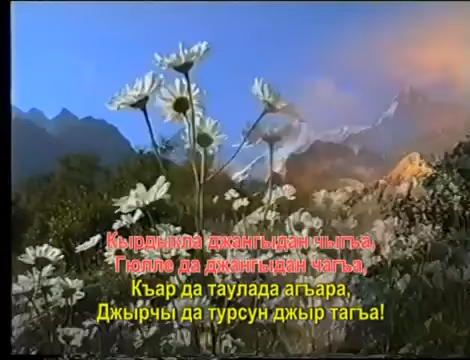 Кырдыкла джангыдан чыгъа,
Гюлле да джангыдан чагъа,
Къар да таулада агъара,
Джырчы да турсун джыр тагъа!